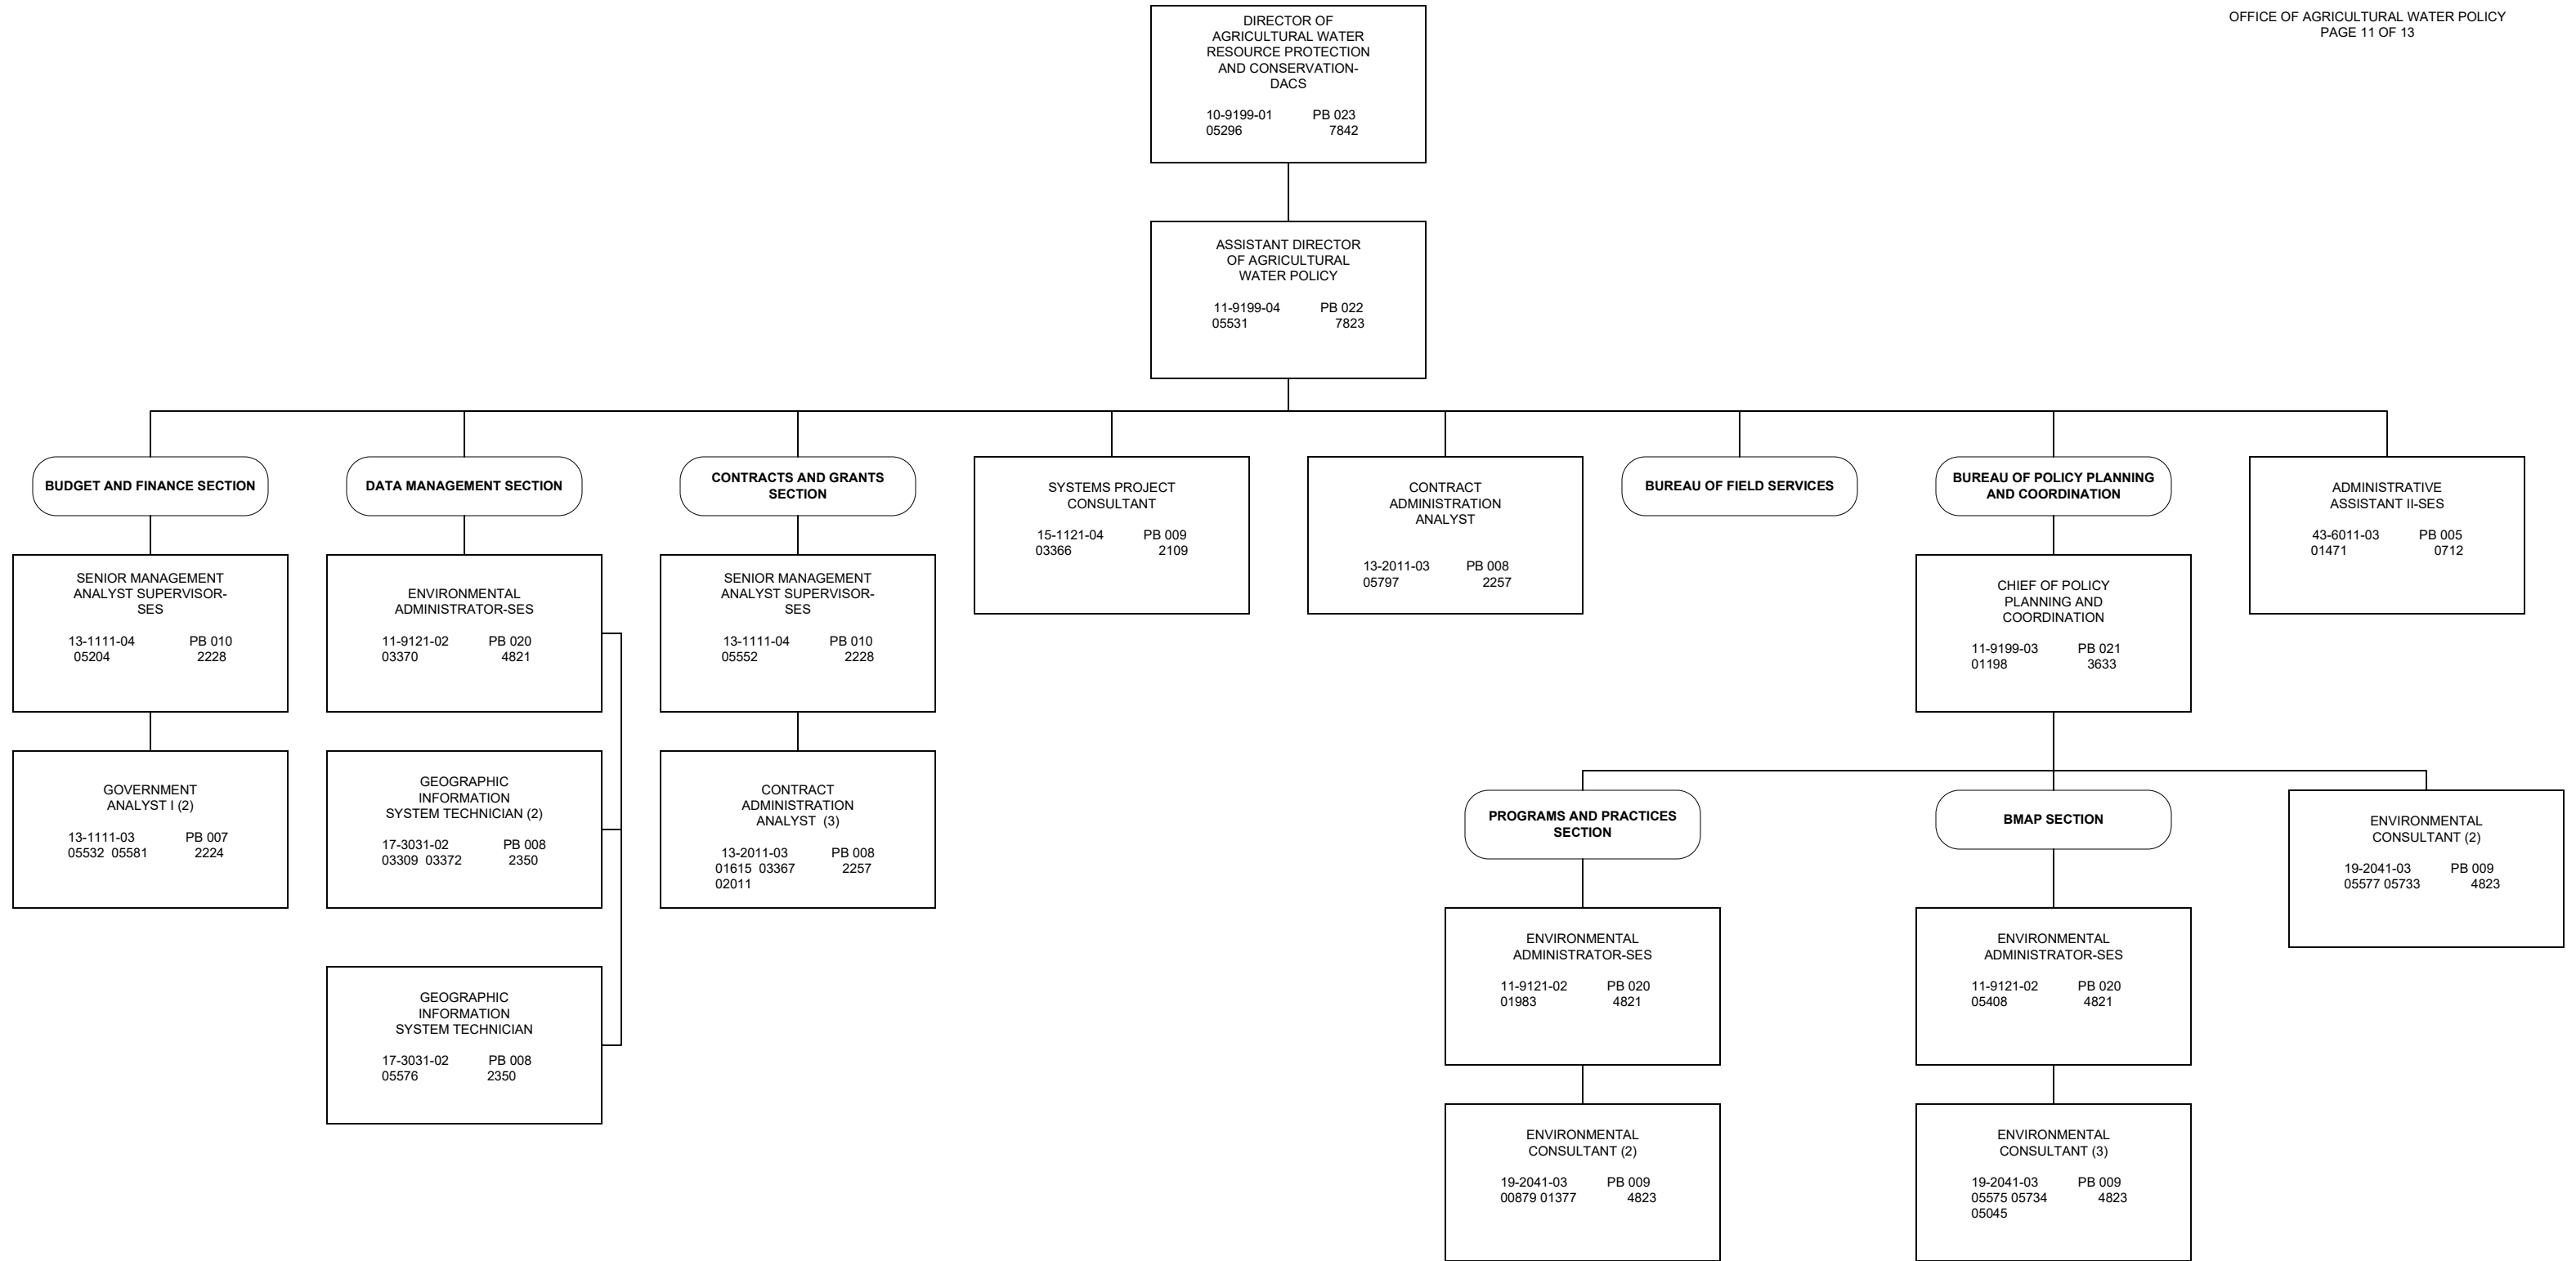 OFFICE OF AGRICULTURAL WATER POLICY
PAGE 11 OF 13
DIRECTOR OF
AGRICULTURAL WATER
RESOURCE PROTECTION
AND CONSERVATION-
DACS
10-9199-01 PB 023
05296 7842
ASSISTANT DIRECTOR
OF AGRICULTURAL
WATER POLICY
11-9199-04 PB 022
05531 7823
BUDGET AND FINANCE SECTION
SENIOR MANAGEMENT
ANALYST SUPERVISOR-
SES
13-1111-04 PB 010
05204 2228
GOVERNMENT
ANALYST I (2)
13-1111-03 PB 007
05532 05581 2224
DATA MANAGEMENT SECTION
ENVIRONMENTAL
ADMINISTRATOR-SES
11-9121-02 PB 020
03370 4821
GEOGRAPHIC
INFORMATION
SYSTEM TECHNICIAN (2)
17-3031-02 PB 008
03309 03372 2350
GEOGRAPHIC
INFORMATION
SYSTEM TECHNICIAN
17-3031-02 PB 008
05576 2350
CONTRACTS AND GRANTS
SECTION
SENIOR MANAGEMENT
ANALYST SUPERVISOR-
SES
13-1111-04 PB 010
05552 2228
CONTRACT
ADMINISTRATION
ANALYST (3)
13-2011-03 PB 008
01615 03367 2257
02011
SYSTEMS PROJECT
CONSULTANT
15-1121-04 PB 009
03366 2109
CONTRACT
ADMINISTRATION
ANALYST
13-2011-03 PB 008
05797 2257
BUREAU OF FIELD SERVICES
BUREAU OF POLICY PLANNING
AND COORDINATION
CHIEF OF POLICY
PLANNING AND
COORDINATION
11-9199-03 PB 021
01198 3633
PROGRAMS AND PRACTICES
SECTION
ENVIRONMENTAL
ADMINISTRATOR-SES
11-9121-02 PB 020
01983 4821
ENVIRONMENTAL
CONSULTANT (2)
19-2041-03 PB 009
00879 01377 4823
BMAP SECTION
ENVIRONMENTAL
ADMINISTRATOR-SES
11-9121-02 PB 020
05408 4821
ENVIRONMENTAL
CONSULTANT (3)
19-2041-03 PB 009
05575 05734 4823
05045
ENVIRONMENTAL
CONSULTANT (2)
19-2041-03 PB 009
05577 05733 4823
ADMINISTRATIVE
ASSISTANT II-SES
43-6011-03 PB 005
01471 0712